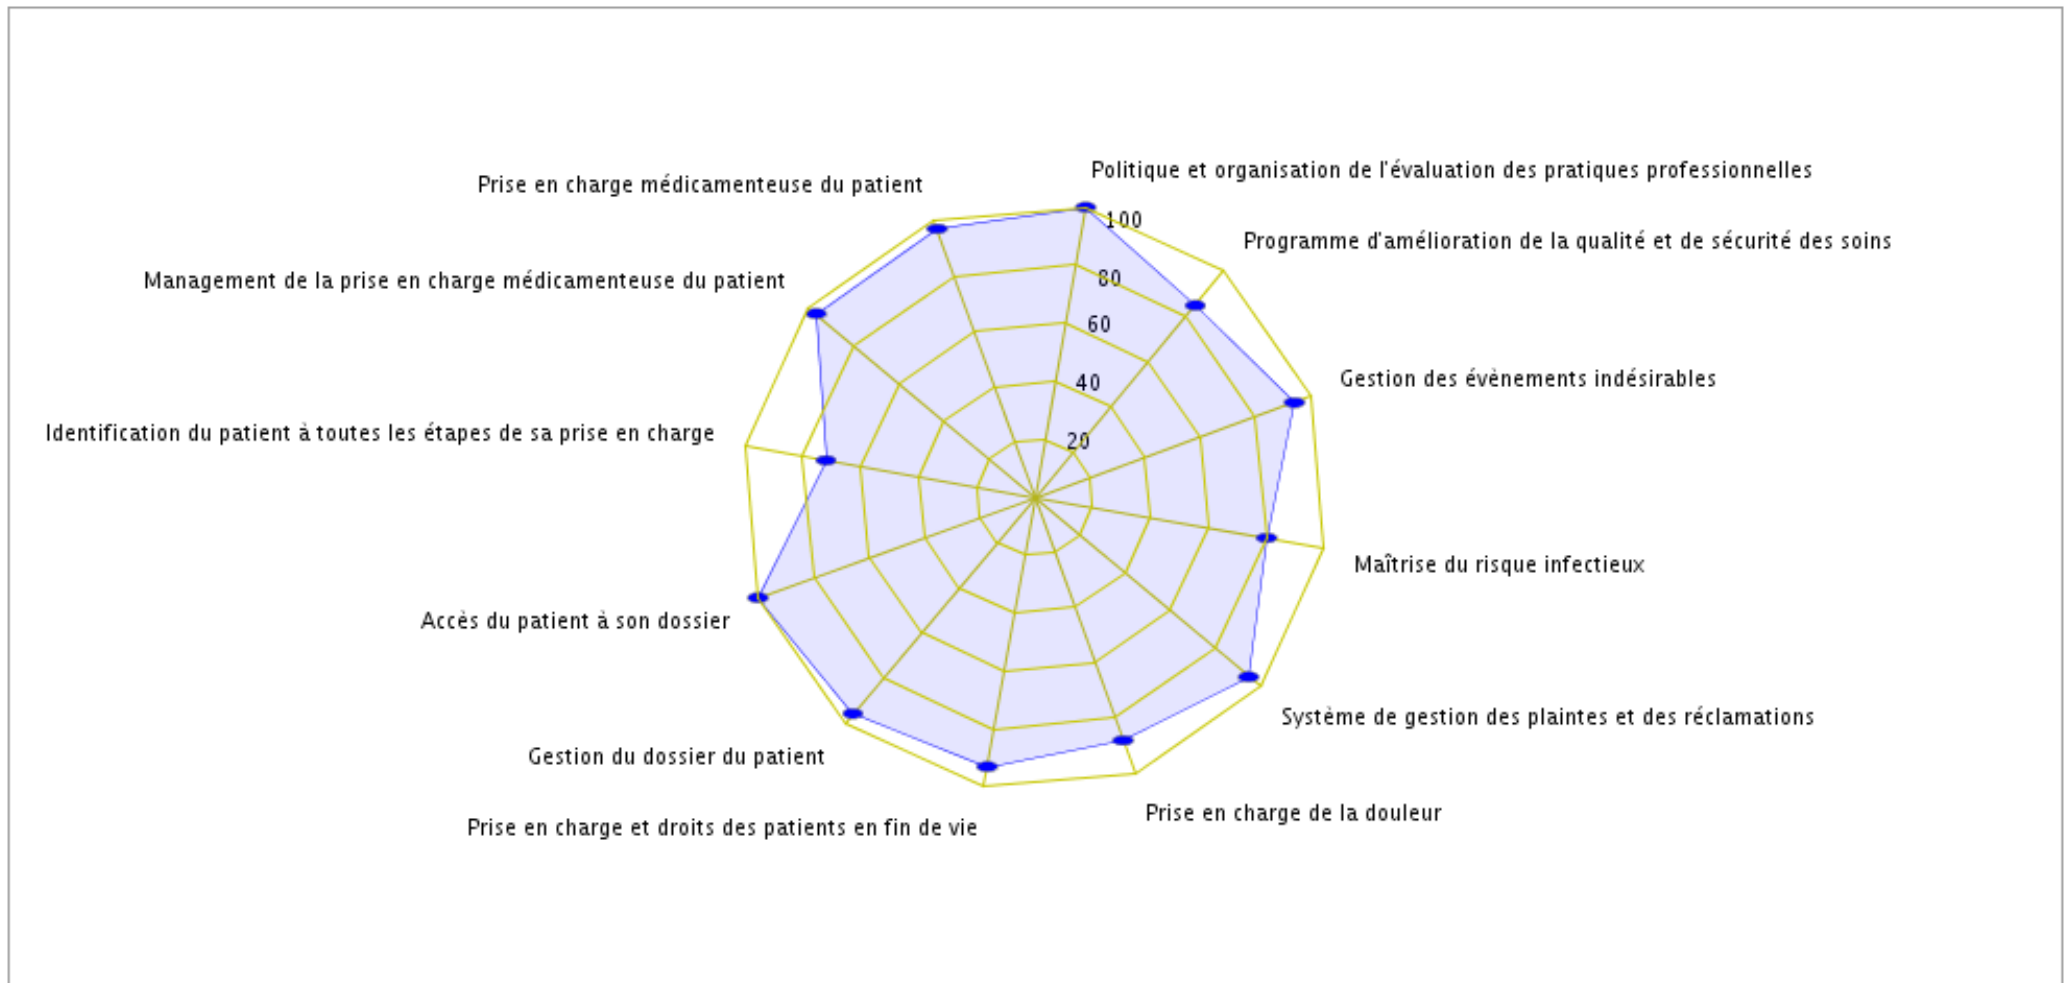 Politique et organisation de l'évaluation des pratiques professionnelles
Prise en charge médicamenteuse du patient
100
Programme d'amélioration de la qualité et de sécurité des soins
80
Management de la prise en charge médicamenteuse du patient
60
Gestion des évènements indésirables
40
Identification du patient à toutes les étapes de sa prise en charge
20
Maîtrise du risque infectieux
Accès du patient à son dossier
Système de gestion des plaintes et des réclamations
Gestion du dossier du patient
Prise en charge de la douleur
Prise en charge et droits des patients en fin de vie